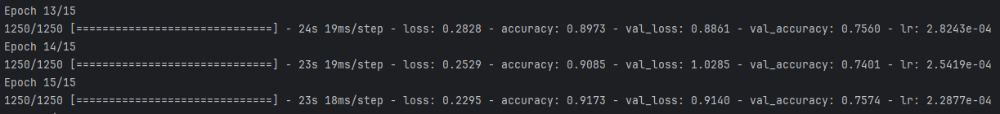 Epoch 13/15
1250/1250 [==============================] - 24s 19ms/step - loss: 0.2828 - accuracy: 0.8973 - val_loss: 0.8861 - val_accuracy: 0.7560 - lr: 2.8243e-04
Epoch 14/15
1250/1250 [==============================] - 23s 19ms/step - loss: 0.2529 - accuracy: 0.9085 - val_loss: 1.0285 - val_accuracy: 0.7401 - lr: 2.5419e-04
Epoch 15/15
1250/1250 [==============================] - 23s 18ms/step - loss: 0.2295 - accuracy: 0.9173 - val_loss: 0.9140 - val_accuracy: 0.7574 - lr: 2.2877e-04